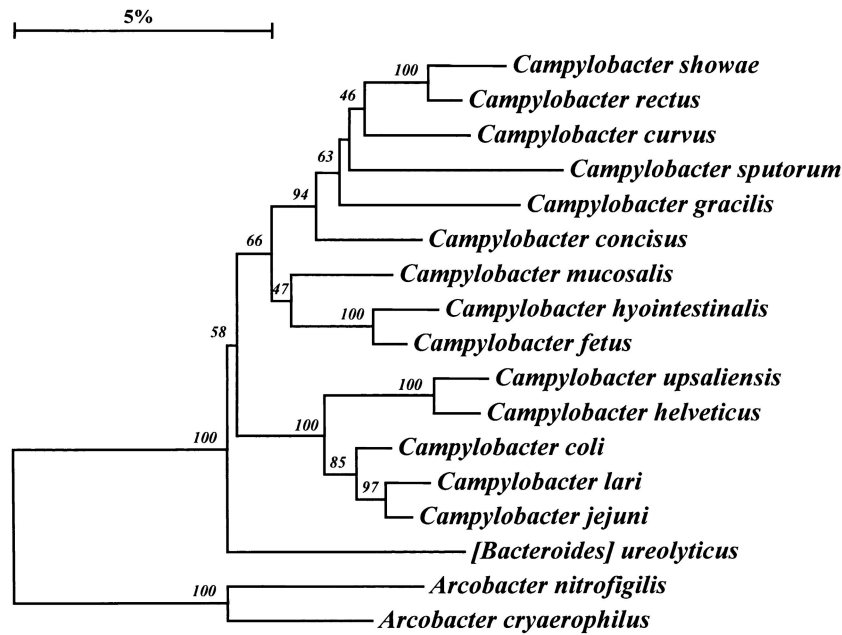 5%
100 Campylobacter showae
Campylobacter rectus
46
Campylobacter curvus
63
Campylobacter sputorum
94
Campylobacter gracilis
66
Campylobacter concisus
47
Campylobacter mucosalis
100 Campylobacter hyointestinalis
58
Campylobacter fetus
100 Campylobacter upsaliensis
Campylobacter helveticus
100
100
Campylobacter coli
85
97 Campylobacter lari
Campylobacter jejuni
[Bacteroides] ureolyticus
100 Arcobacter nitrofigilis
Arcobacter cryaerophilus